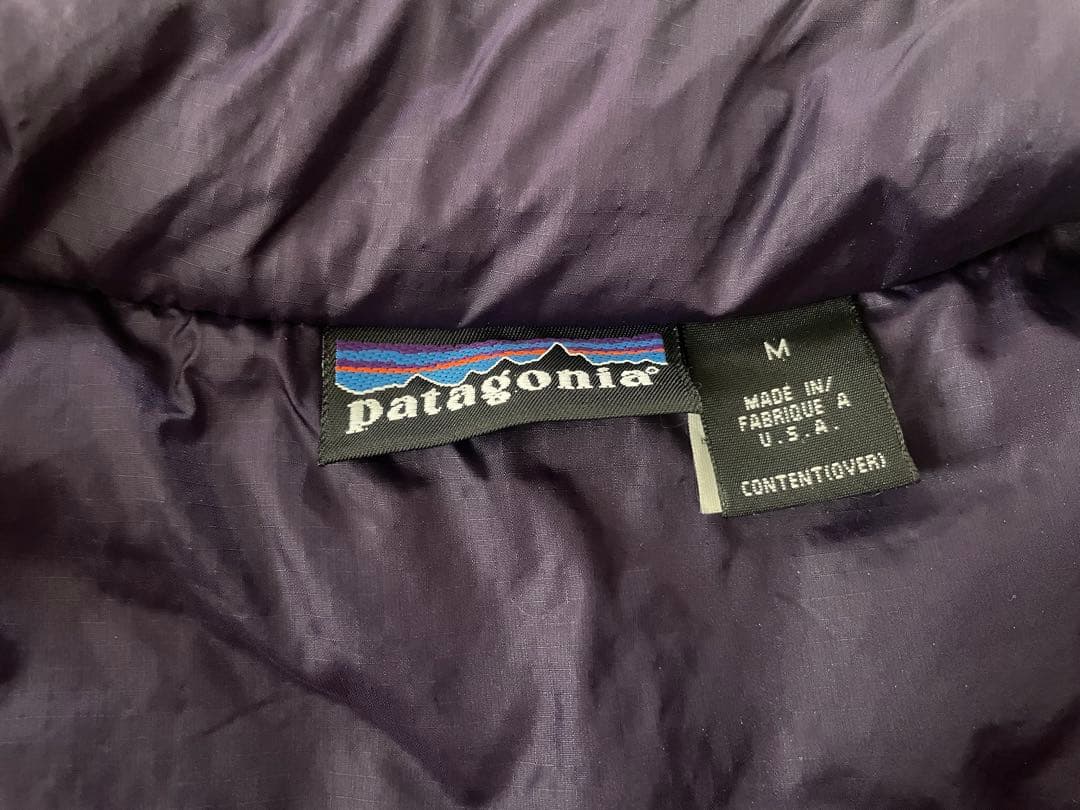 patagonia®
M
MADE IN/
FABRIQUE A
U.S.A.
CONTENT(OVER)